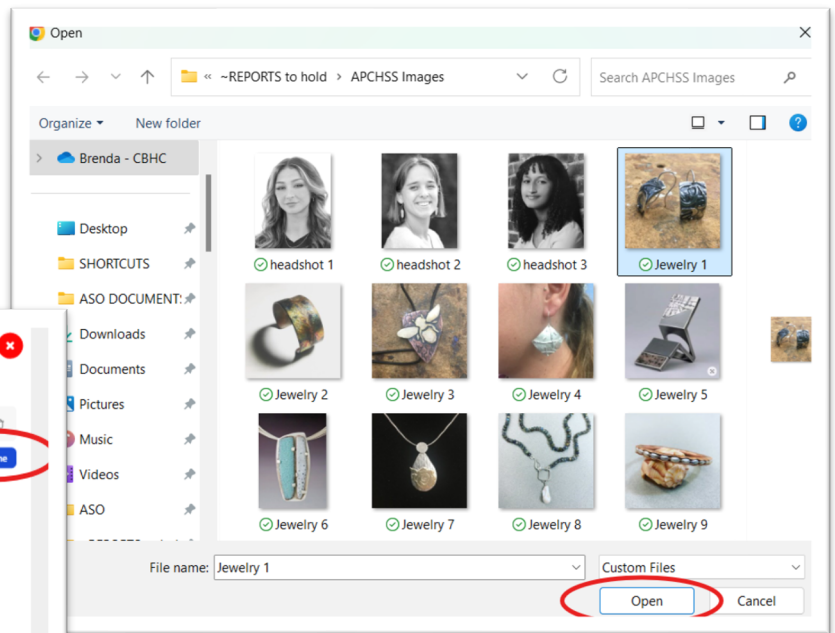 Open
« ~REPORTS to hold > APCHSS Images
Search APCHSS Images
Organize
New folder
Brenda - CBHC
Desktop
SHORTCUTS
ASO DOCUMENT:
Downloads
Documents
Pictures
Music
Videos
ASO
headshot 1
headshot 2
headshot 3
Jewelry 1
Jewelry 2
Jewelry 3
Jewelry 4
Jewelry 5
Jewelry 6
Jewelry 7
Jewelry 8
Jewelry 9
File name:
Jewelry 1
Custom Files
Open
Cancel